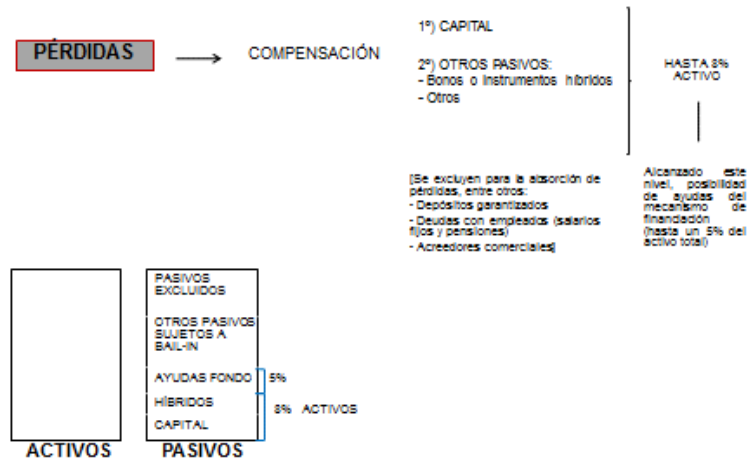 PÉRDIDAS
COMPENSACIÓN
1º) CAPITAL
2º) OTROS PASIVOS:
- Bonos o instrumentos híbridos
- Otros
HASTA 8%
ACTIVO
[Se excluyen para la absorción de
pérdidas, entre otros:
- Depósitos garantizados
- Deudas con empleados (salarios
fijos y pensiones)
- Acreedores comerciales]
Alcanzado este
nivel, posibilidad
de ayudas del
mecanismo de
financiación
(hasta un 5% del
activo total)
PASIVOS
EXCLUIDOS
OTROS PASIVOS
SUJETOS A
BAIL-IN
AYUDAS FONDO
5%
HÍBRIDOS
8% ACTIVOS
CAPITAL
ACTIVOS
PASIVOS